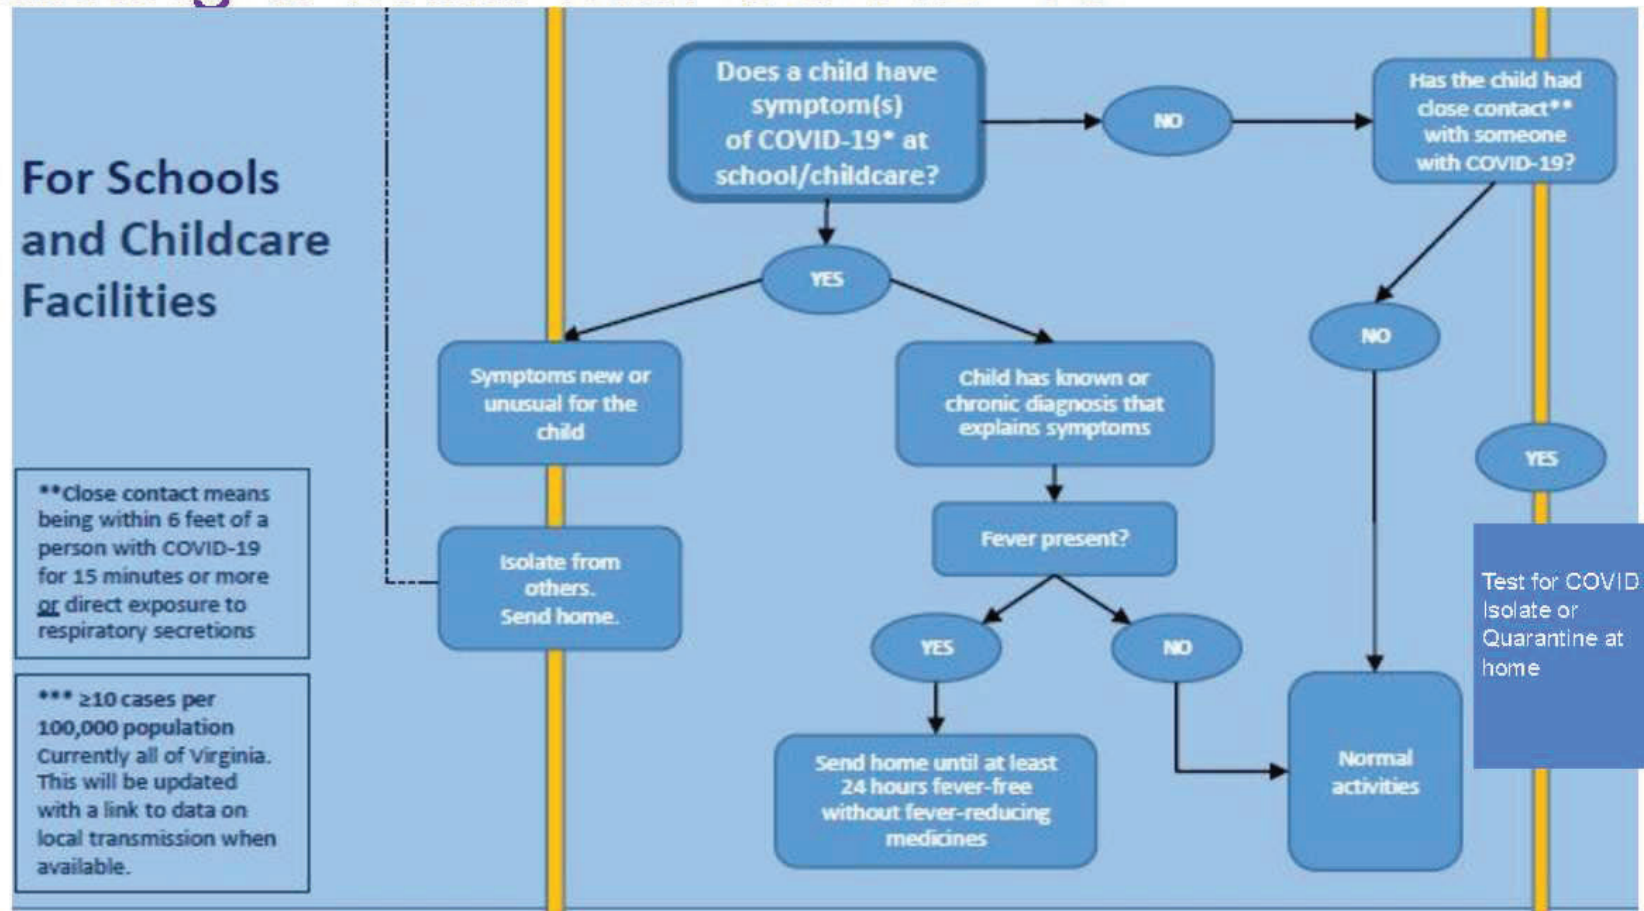 For Schools
and Childcare
Facilities
**Close contact means
being within 6 feet of a
person with COVID-19
for 15 minutes or more
or direct exposure to
respiratory secretions
*** ≥10 cases per
100,000 population
Currently all of Virginia.
This will be updated
with a link to data on
local transmission when
available.
Does a child have
symptom(s)
of COVID-19* at
school/childcare?
NO
Has the child had
close contact**
with someone
with COVID-19?
YES
NO
YES
Symptoms new or
unusual for the
child
Child has known or
chronic diagnosis that
explains symptoms
Isolate from
others.
Send home.
Fever present?
YES
NO
Send home until at least
24 hours fever-free
without fever-reducing
medicines
Normal
activities
Test for COVID
Isolate or
Quarantine at
home